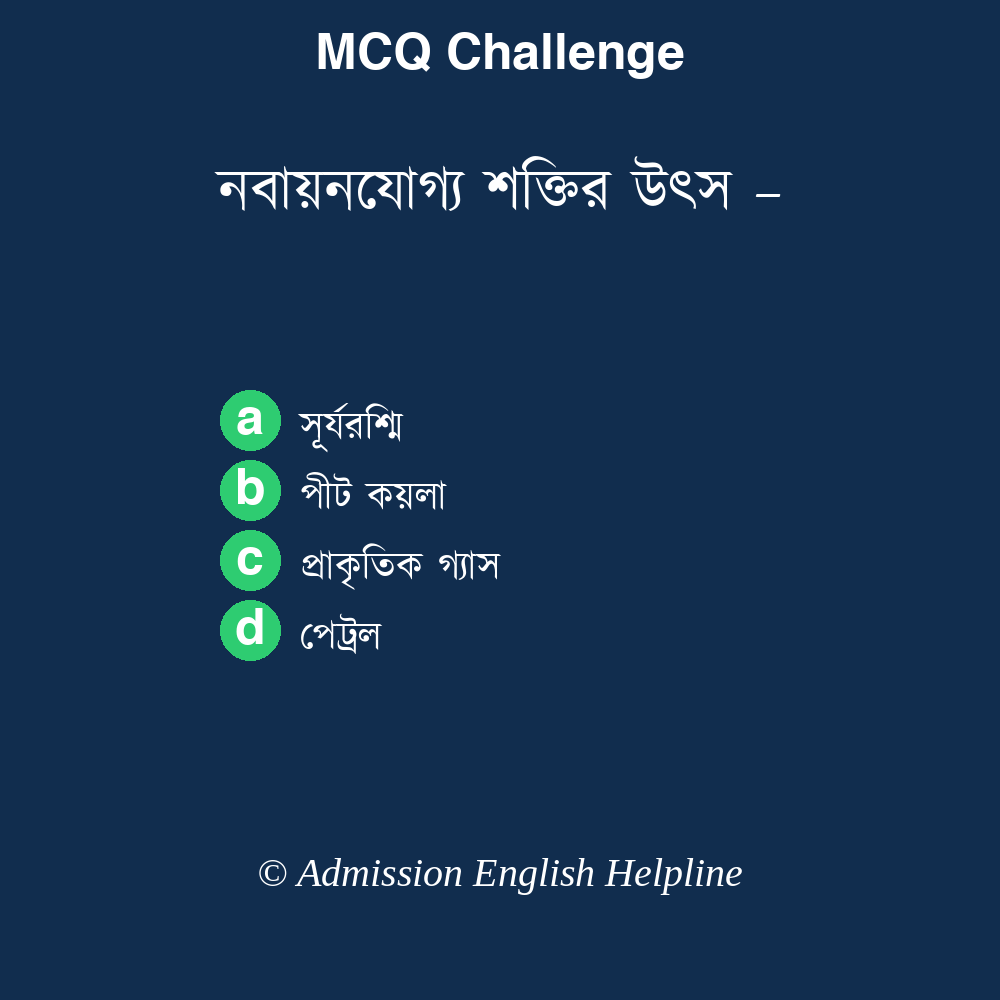 MCQ Challenge
নবায়নযোগ্য শক্তির উৎস –
a সূর্যরশ্মি
b পীট কয়লা
c প্রাকৃতিক গ্যাস
d পেট্রল
© Admission English Helpline